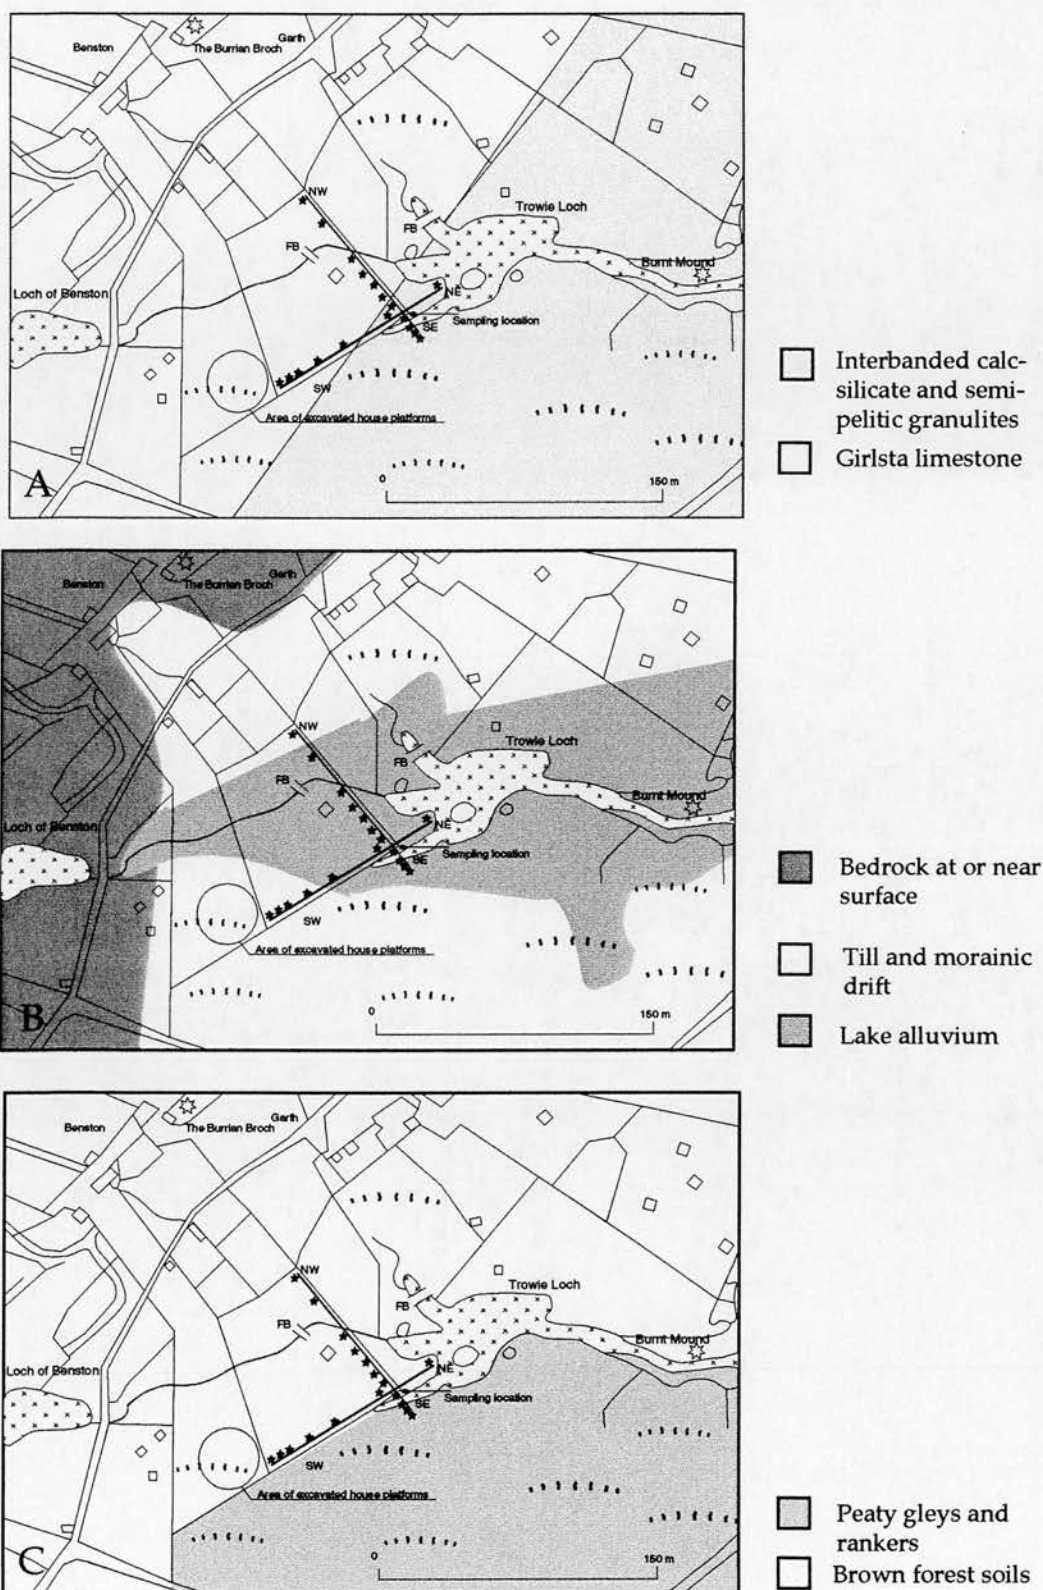 Benston
The Burrian Broch
Garth
NW
FB
FB
Trowie Loch
Burnt Mound
Loch of Benston
NE
Sampling location
SE
SW
Area of excavated house platforms
0
150 m
A
Interbanded calc-
silicate and semi-
pelitic granulites
Girlsta limestone
Benston
The Burrian Broch
Garth
NW
FB
FB
Trowie Loch
Burnt Mound
Loch of Benston
NE
Sampling location
SE
SW
Area of excavated house platforms
0
150 m
B
Bedrock at or near
surface
Till and morainic
drift
Lake alluvium
Benston
The Burrian Broch
Garth
NW
FB
FB
Trowie Loch
Burnt Mound
Loch of Benston
NE
Sampling location
SE
SW
Area of excavated house platforms
0
150 m
C
Peaty gleys and
rankers
Brown forest soils